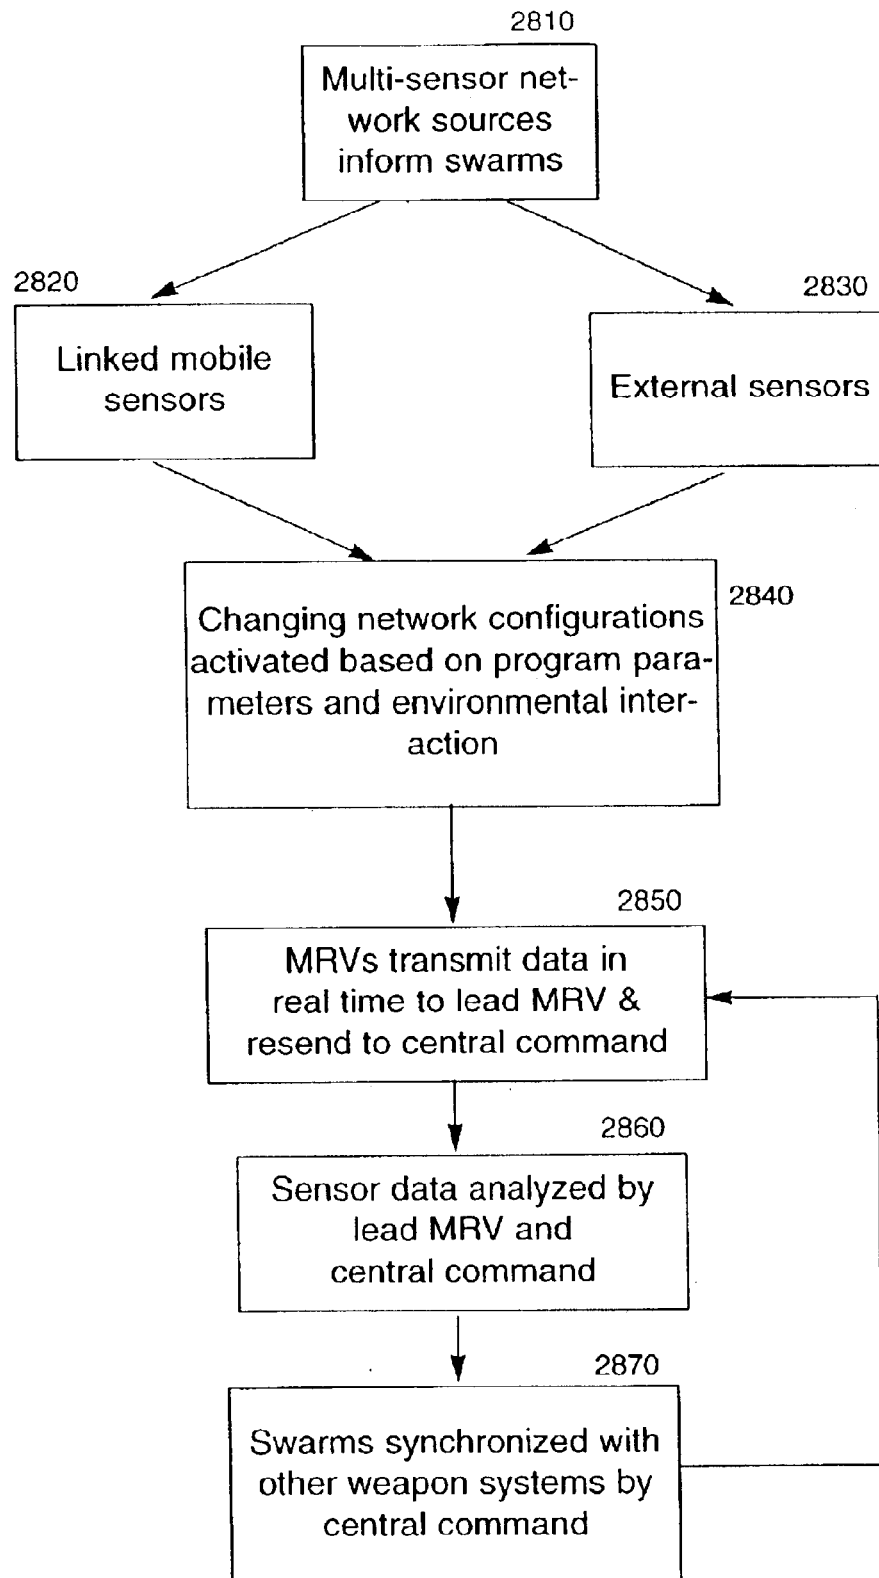 2810
Multi-sensor net-
work sources
inform swarms
2820
Linked mobile
sensors
2830
External sensors
2840
Changing network configurations
activated based on program para-
meters and environmental inter-
action
2850
MRVs transmit data in
real time to lead MRV &
resend to central command
2860
Sensor data analyzed by
lead MRV and
central command
2870
Swarms synchronized with
other weapon systems by
central command